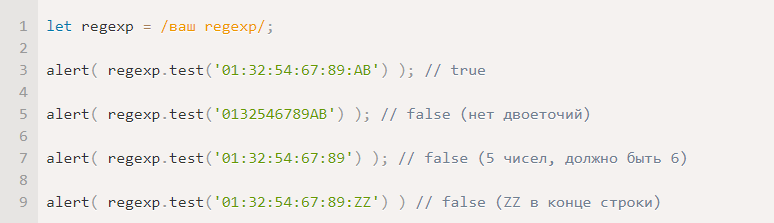 1 let regexp = /ваш regexp/;
2
3 alert( regexp.test('01:32:54:67:89:AB') ); // true
4
5 alert( regexp.test('0132546789AB') ); // false (нет двоеточий)
6
7 alert( regexp.test('01:32:54:67:89') ); // false (5 чисел, должно быть 6)
8
9 alert( regexp.test('01:32:54:67:89:ZZ') ) // false (ZZ в конце строки)